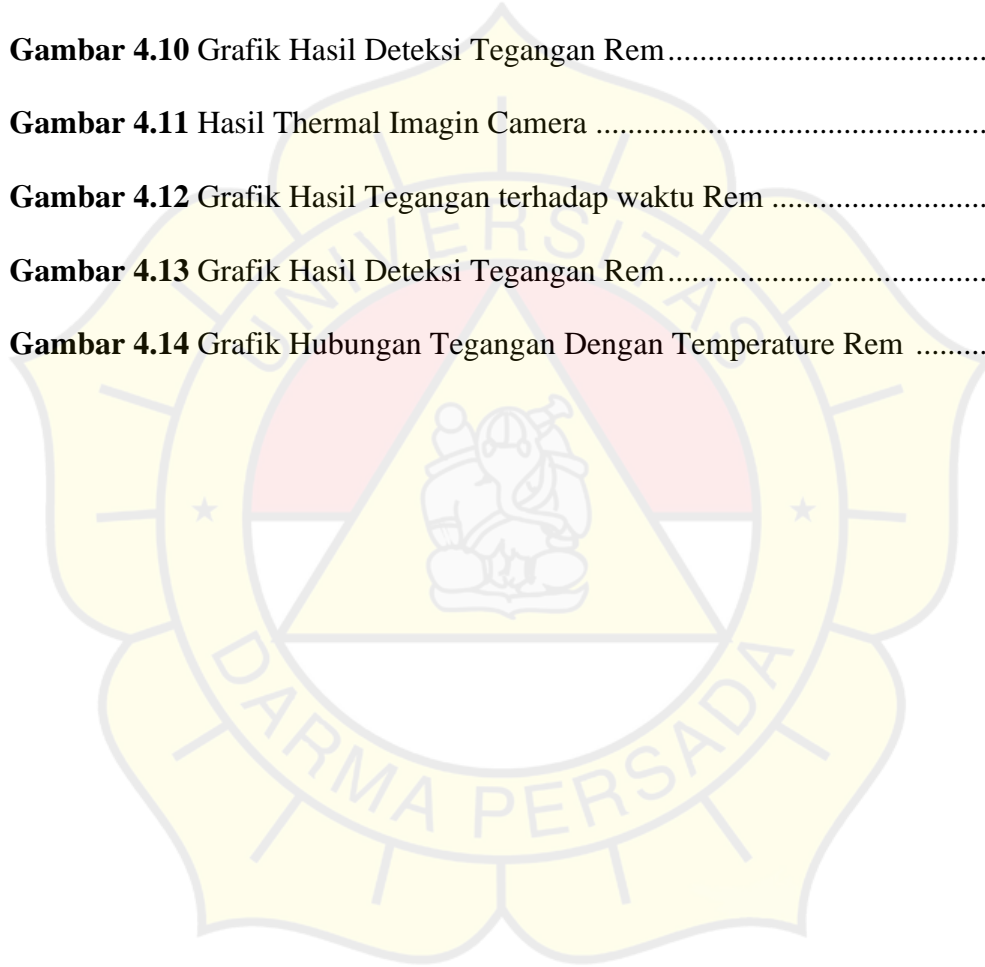 Gambar 4.10 Grafik Hasil Deteksi Tegangan Rem........................................
Gambar 4.11 Hasil Thermal Imagin Camera .................................................
Gambar 4.12 Grafik Hasil Tegangan terhadap waktu Rem ...........................
Gambar 4.13 Grafik Hasil Deteksi Tegangan Rem........................................
Gambar 4.14 Grafik Hubungan Tegangan Dengan Temperature Rem .........
UNIVERSITAS
DARMA PERSADA